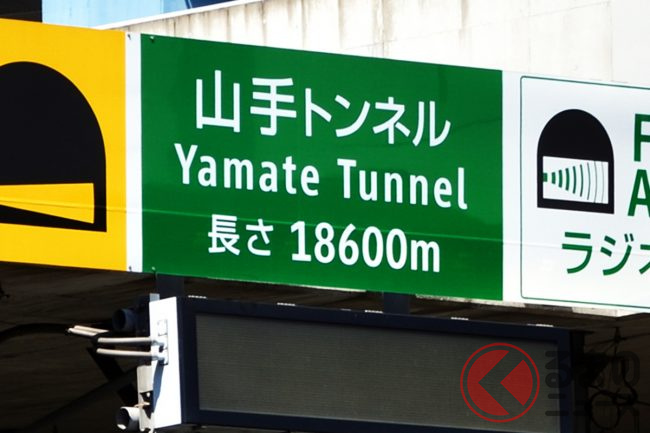 山手トンネル
Yamate Tunnel
長さ 18600m
F
A
ラジオ